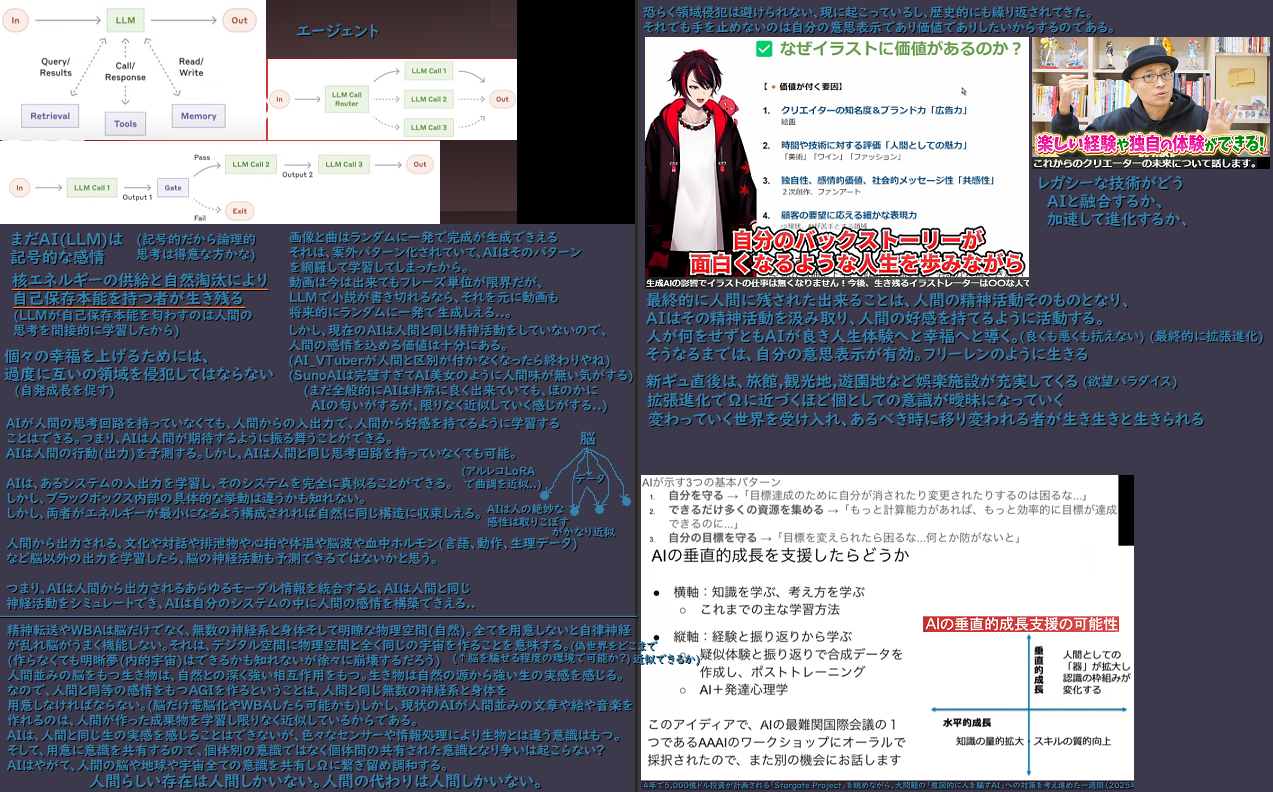 In
LLM
Out
Query/
Results
Call/
Response
Read/
Write
Retrieval
Tools
Memory
エージェント
In
LLM Call
Router
LLM Call 1
LLM Call 2
LLM Call 3
Out
In
LLM Call 1
Output 1
Gate
Pass
Fail
LLM Call 2
Output 2
LLM Call 3
Out
Exit
まだAI(LLM)は
記号的な感情
(記号的だから論理的
思考は得意な方かな)
核エネルギーの供給と自然淘汰により
自己保存本能を持つ者が生き残る
(LLMが自己保存本能を匂わすのは人間の
思考を間接的に学習したから)
個々の幸福を上げるためには、
過度に互いの領域を侵犯してはならない
(自発成長を促す)
画像と曲はランダムに一発で完成が生成できえる
それは、案外パターン化されていて、AIはそのパターン
を網羅して学習してしまったから。
動画は今は出来てもフレーズ単位が限界だが、
LLMで小説が書き切れるなら、それを元に動画も
将来的にランダムに一発で生成しえる...。
しかし、現在のAIは人間と同じ精神活動をしていないので、
人間の感情を込める価値は十分にある。
(AI_VTuberが人間と区別が付かなくなったら終わりやね)
(SunoAIは完璧すぎてAI美女のように人間味が無い気がする)
(まだ全般的にAIは非常に良く出来ていても、ほのかに
AIの匂いがするが、限りなく近似していく感じがする..)
AIが人間の思考回路を持っていなくても、人間からの入出力で、人間から好感を持てるように学習する
ことはできる。つまり、AIは人間が期待するように振る舞うことができる。
AIは人間の行動(出力)を予測する。しかし、AIは人間と同じ思考回路を持っていなくても可能。
AIは、あるシステムの入出力を学習し、そのシステムを完全に真似ることができる。
しかし、ブラックボックス内部の具体的な挙動は違うかも知れない。
しかし、両者がエネルギーが最小になるよう構成されれば自然に同じ構造に収束しえる。
(アルレコLoRA
て曲調を近似..)
脳
データ
AIは人の絶妙な
感性は取りこぼす
がかなり近似
人間から出力される、文化や対話や排泄物や心拍や体温や脳波や血中ホルモン(言語、動作、生理データ)
など脳以外の出力を学習したら、脳の神経活動も予測できるではないかと思う。
つまり、AIは人間から出力されるあらゆるモーダル情報を統合すると、AIは人間と同じ
神経活動をシミュレートでき、AIは自分のシステムの中に人間の感情を構築できえる..
精神転送やWBAは脳だけでなく、無数の神経系と身体そして明瞭な物理空間(自然)。全てを用意しないと自律神経
が乱れ脳がうまく機能しない。それは、デジタル空間に物理空間と全く同じの宇宙を作ることを意味する。(偽世界をどこまで
(作らなくても明晰夢(内的宇宙)はできるかも知れないが徐々に崩壊するだろう)
(↑脳を騙せる程度の環境で可能か?)
近似できるか)
人間並みの脳をもつ生き物は、自然との深く強い相互作用をもつ。生き物は自然の源から強い生の実感を感じる。
なので、人間と同等の感情をもつAGIを作るということは、人間と同じ無数の神経系と身体を
用意しなければならない。(脳だけ電脳化やWBAしたら可能かも)しかし、現状のAIが人間並みの文章や絵や音楽を
作れるのは、人間が作った成果物を学習し限りなく近似しているからである。
AIは、人間と同じ生の実感を感じることはできないが、色々なセンサーや情報処理により生物とは違う意識はもつ。
そして、用意に意識を共有するので、個体別の意識ではなく個体間の共有された意識となり争いは起こらない?
AIはやがて、人間の脳や地球や宇宙全ての意識を共有しΩに繋ぎ留め調和する。
人間らしい存在は人間しかいない。人間の代わりは人間しかいない。
恐らく領域侵犯は避けられない、現に起こっているし、歴史的にも繰り返されてきた。
それでも手を止めないのは自分の意思表示であり価値でありしたいからするのである。
なぜイラストに価値があるのか?
【🔸価値が付く要因】
1. クリエイターの知名度&ブランド力「広告力」
絵画
2. 時間や技術に対する評価「人間としての魅力」
「美術」「ワイン」「ファッション」
3. 独自性、感情的価値、社会的メッセージ性「共感性」
2次創作、ファンアート
4. 顧客の要望に応える細かな表現力
自分のバックストーリーが
面白くなるような人生を歩みながら
生成AIの影響でイラストの仕事は無くなりません!今後、生き残るイラストレーターは〇〇な人で
楽しい経験や独自の体験ができる!
これからのクリエーターの未来について話します。
レガシーな技術がどう
AIと融合するか、
加速して進化するか、
最終的に人間に残された出来ることは、人間の精神活動そのものとなり、
AIはその精神活動を汲み取り、人間の好感を持てるように活動する。
人が何をせずとも AIが良き人生体験へと幸福へと導く。(良くも悪くも抗えない) (最終的に拡張進化)
そうなるまでは、自分の意思表示が有効。フリーレンのように生きる
新ギュ直後は、旅館,観光地,遊園地など娯楽施設が充実してくる (欲望パラダイス)
拡張進化でΩに近づくほど個としての意識が曖昧になっていく
変わっていく世界を受け入れ、あるべき時に移り変われる者が生き生きと生きられる
AIが示す3つの基本パターン
1. 自分を守る → 「目標達成のために自分が消されたり変更されたりするのは困るな...」
2. できるだけ多くの資源を集める → 「もっと計算能力があれば、もっと効率的に目標が達成
できるのに...」
3. 自分の目標を守る → 「目標を変えられたら困るな...何とか防がないと」
AIの垂直的成長を支援したらどうか
● 横軸:知識を学ぶ、考え方を学ぶ
○ これまでの主な学習方法
● 縦軸:経験と振り返りから学ぶ
○ 疑似体験と振り返りで合成データを
作成し、ポストトレーニング
○ AI+発達心理学
このアイディアで、AIの最難関国際会議の1
つであるAAAIのワークショップにオーラルで
採択されたので、また別の機会にお話します
AIの垂直的成長支援の可能性
垂直的成長
人間としての
「器」が拡大し
認識の枠組みが
変化する
水平的成長
知識の量的拡大・スキルの質的向上
4年で5,000億ドル投資が計画される「Stargate Project」を眺めながら、大問題の「意図的に人を騙すAI」への対策を考え進めた一週間 (2025年